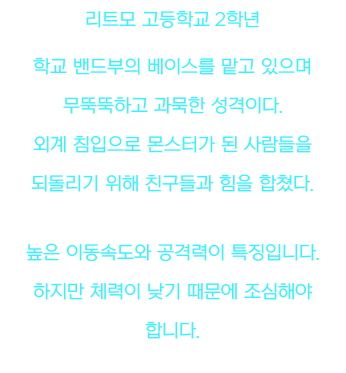 리트모 고등학교 2학년
학교 밴드부의 베이스를 맡고 있으며
무뚝뚝하고 과묵한 성격이다.
외계 침입으로 몬스터가 된 사람들을
되돌리기 위해 친구들과 힘을 합쳤다.
높은 이동속도와 공격력이 특징입니다.
하지만 체력이 낮기 때문에 조심해야
합니다.